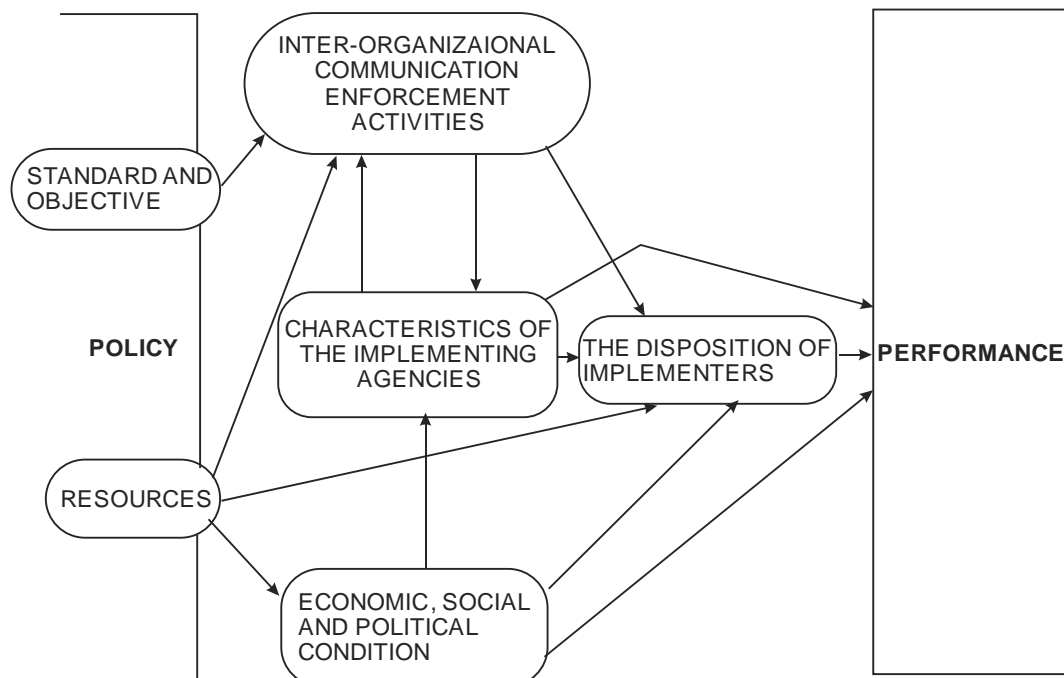 INTER-ORGANIZAIONAL
COMMUNICATION
ENFORCEMENT
ACTIVITIES
STANDARD AND
OBJECTIVE
POLICY
CHARACTERISTICS OF
THE IMPLEMENTING
AGENCIES
THE DISPOSITION OF
IMPLEMENTERS
PERFORMANCE
RESOURCES
ECONOMIC, SOCIAL
AND POLITICAL
CONDITION